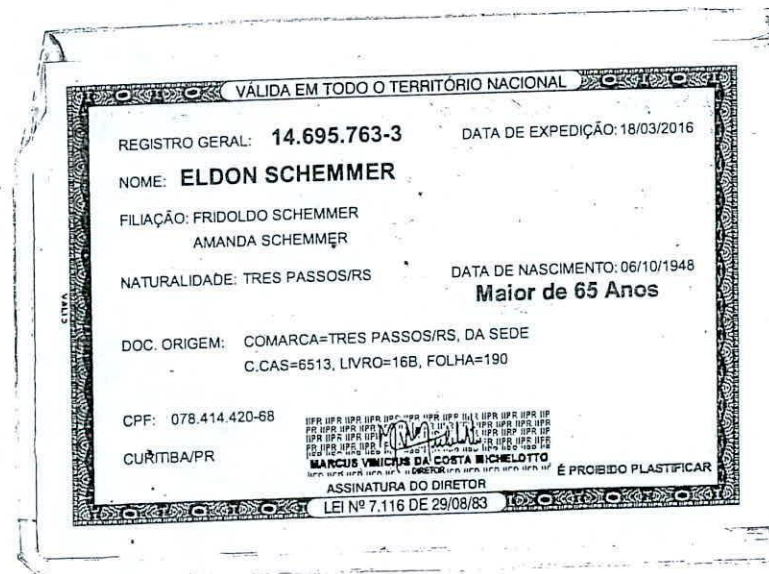 VÁLIDA EM TODO O TERRITÓRIO NACIONAL
REGISTRO GERAL: 14.695.763-3 DATA DE EXPEDIÇÃO: 18/03/2016
NOME: ELDON SCHEMMER
FILIAÇÃO: FRIDOLDO SCHEMMER
AMANDA SCHEMMER
NATURALIDADE: TRES PASSOS/RS DATA DE NASCIMENTO: 06/10/1948
Maior de 65 Anos
DOC. ORIGEM: COMARCA=TRES PASSOS/RS, DA SEDE
C.CAS=6513, LIVRO=16B, FOLHA=190
CPF: 078.414.420-68
CURITIBA/PR
MARCUS VINICIUS DA COSTA MICHELOTTO
DIRETOR
É PROIBIDO PLASTIFICAR
ASSINATURA DO DIRETOR
LEI Nº 7.116 DE 29/08/83